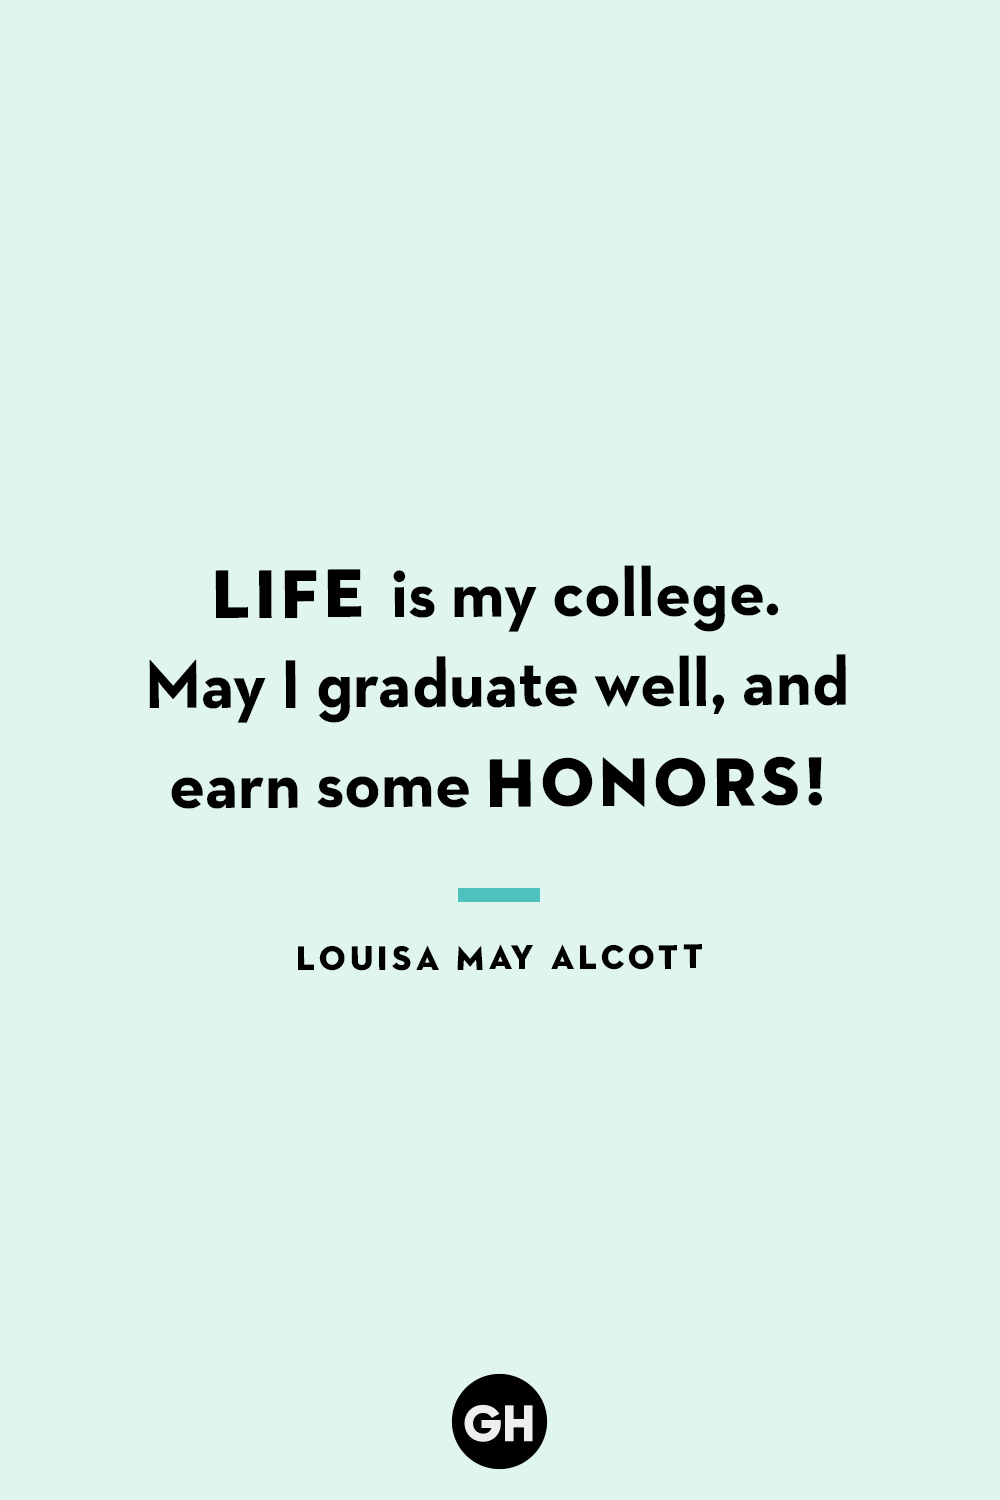 LIFE is my college.
May I graduate well, and
earn some HONORS!
LOUISA MAY ALCOTT
GH